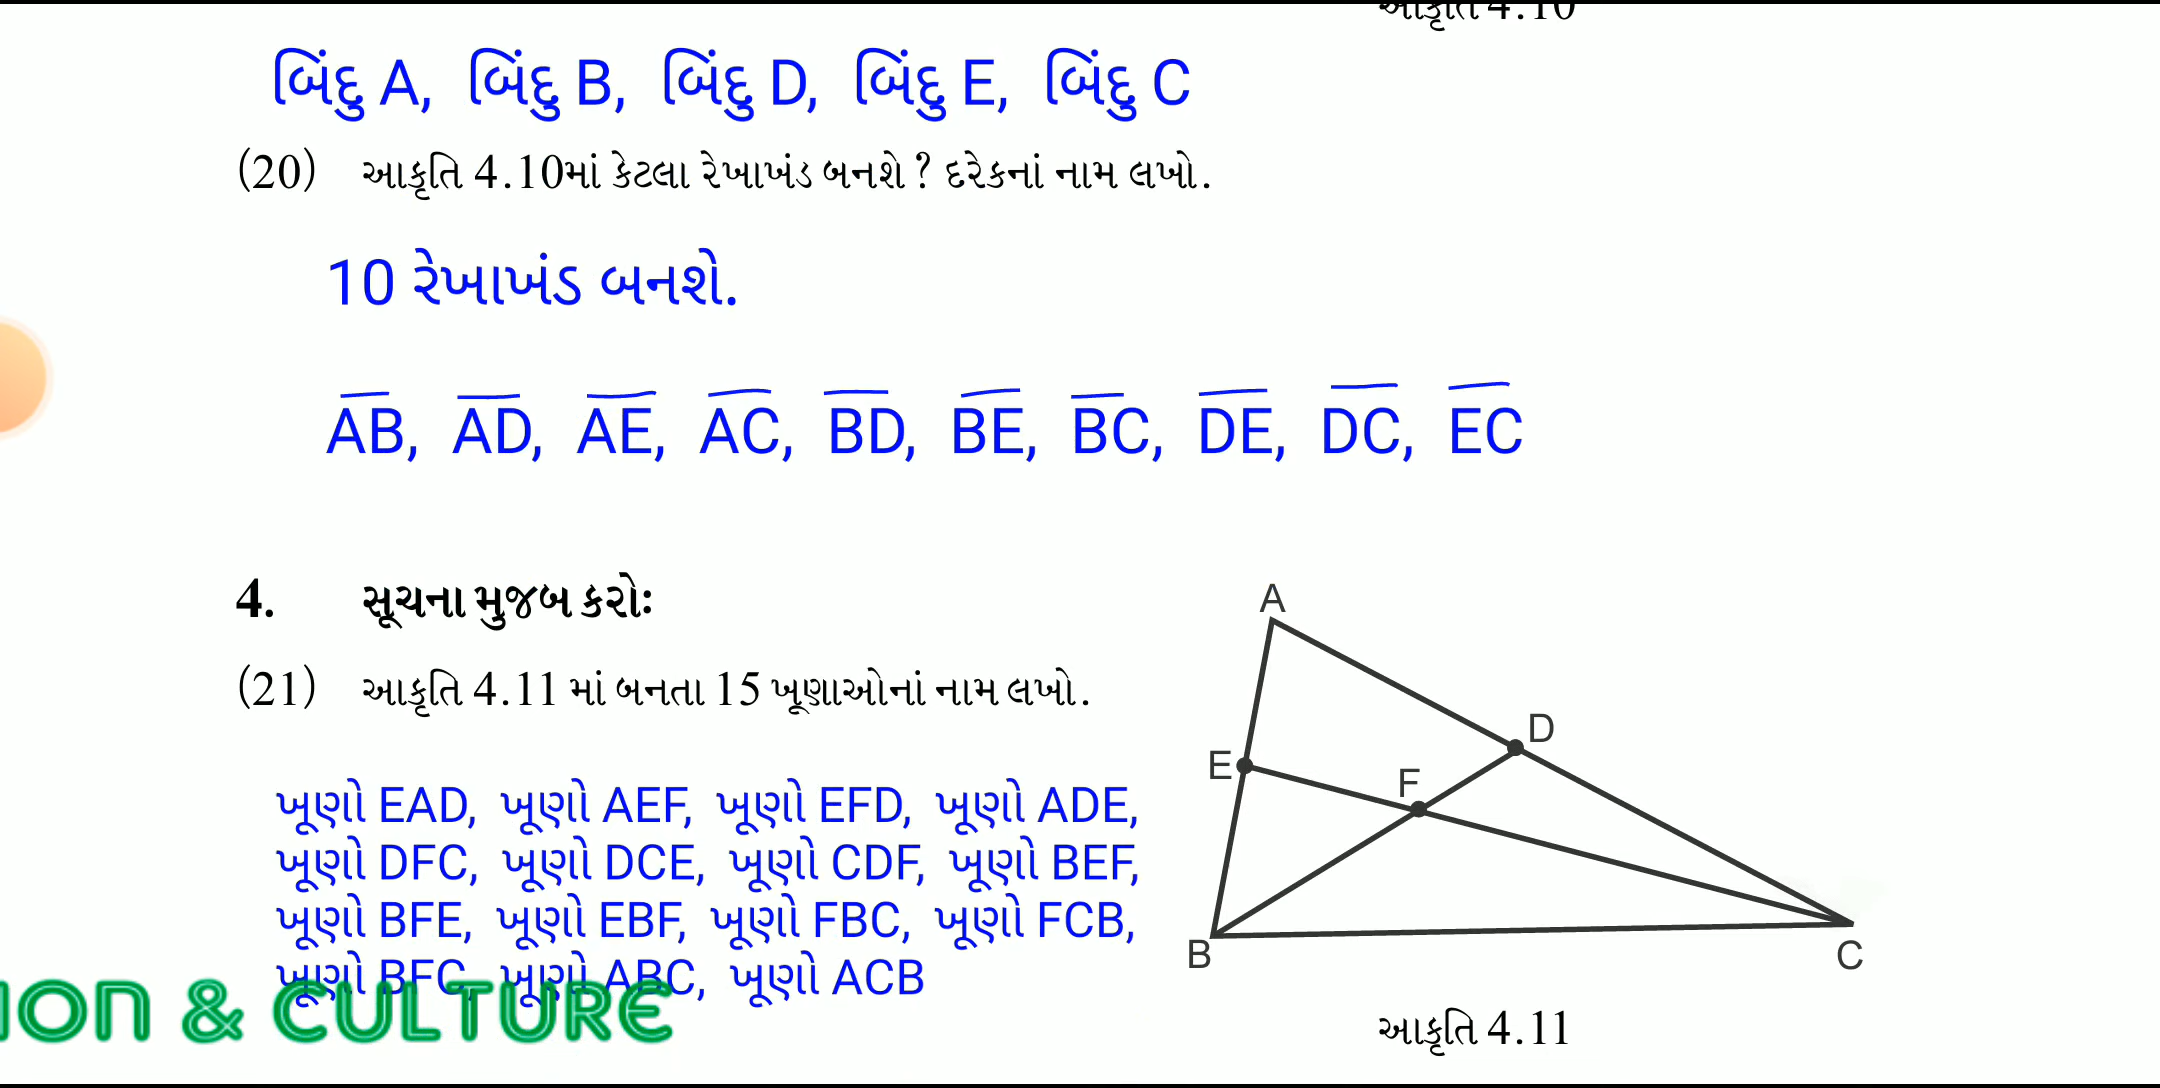 આકૃતિ 4.10
બિંદુ A, બિંદુ B, બિંદુ D, બિંદુ E, બિંદુ C
(20) આકૃતિ 4.10માં કેટલા રેખાખંડ બનશે ? દરેકનાં નામ લખો.
10 રેખાખંડ બનશે.
AB, AD, AE, AC, BD, BE, BC, DE, DC, EC
4. સૂચના મુજબ કરોઃ
(21) આકૃતિ 4.11 માં બનતા 15 ખૂણાઓનાં નામ લખો.
ખૂણો EAD, ખૂણો AEF, ખૂણો EFD, ખૂણો ADE,
ખૂણો DFC, ખૂણો DCE, ખૂણો CDF, ખૂણો BEF,
ખૂણો BFE, ખૂણો EBF, ખૂણો FBC, ખૂણો FCB,
ખૂણો BFC, ખૂણો ABC, ખૂણો ACB
ION & CULTURE
A
D
E
F
B
C
આકૃતિ 4.11